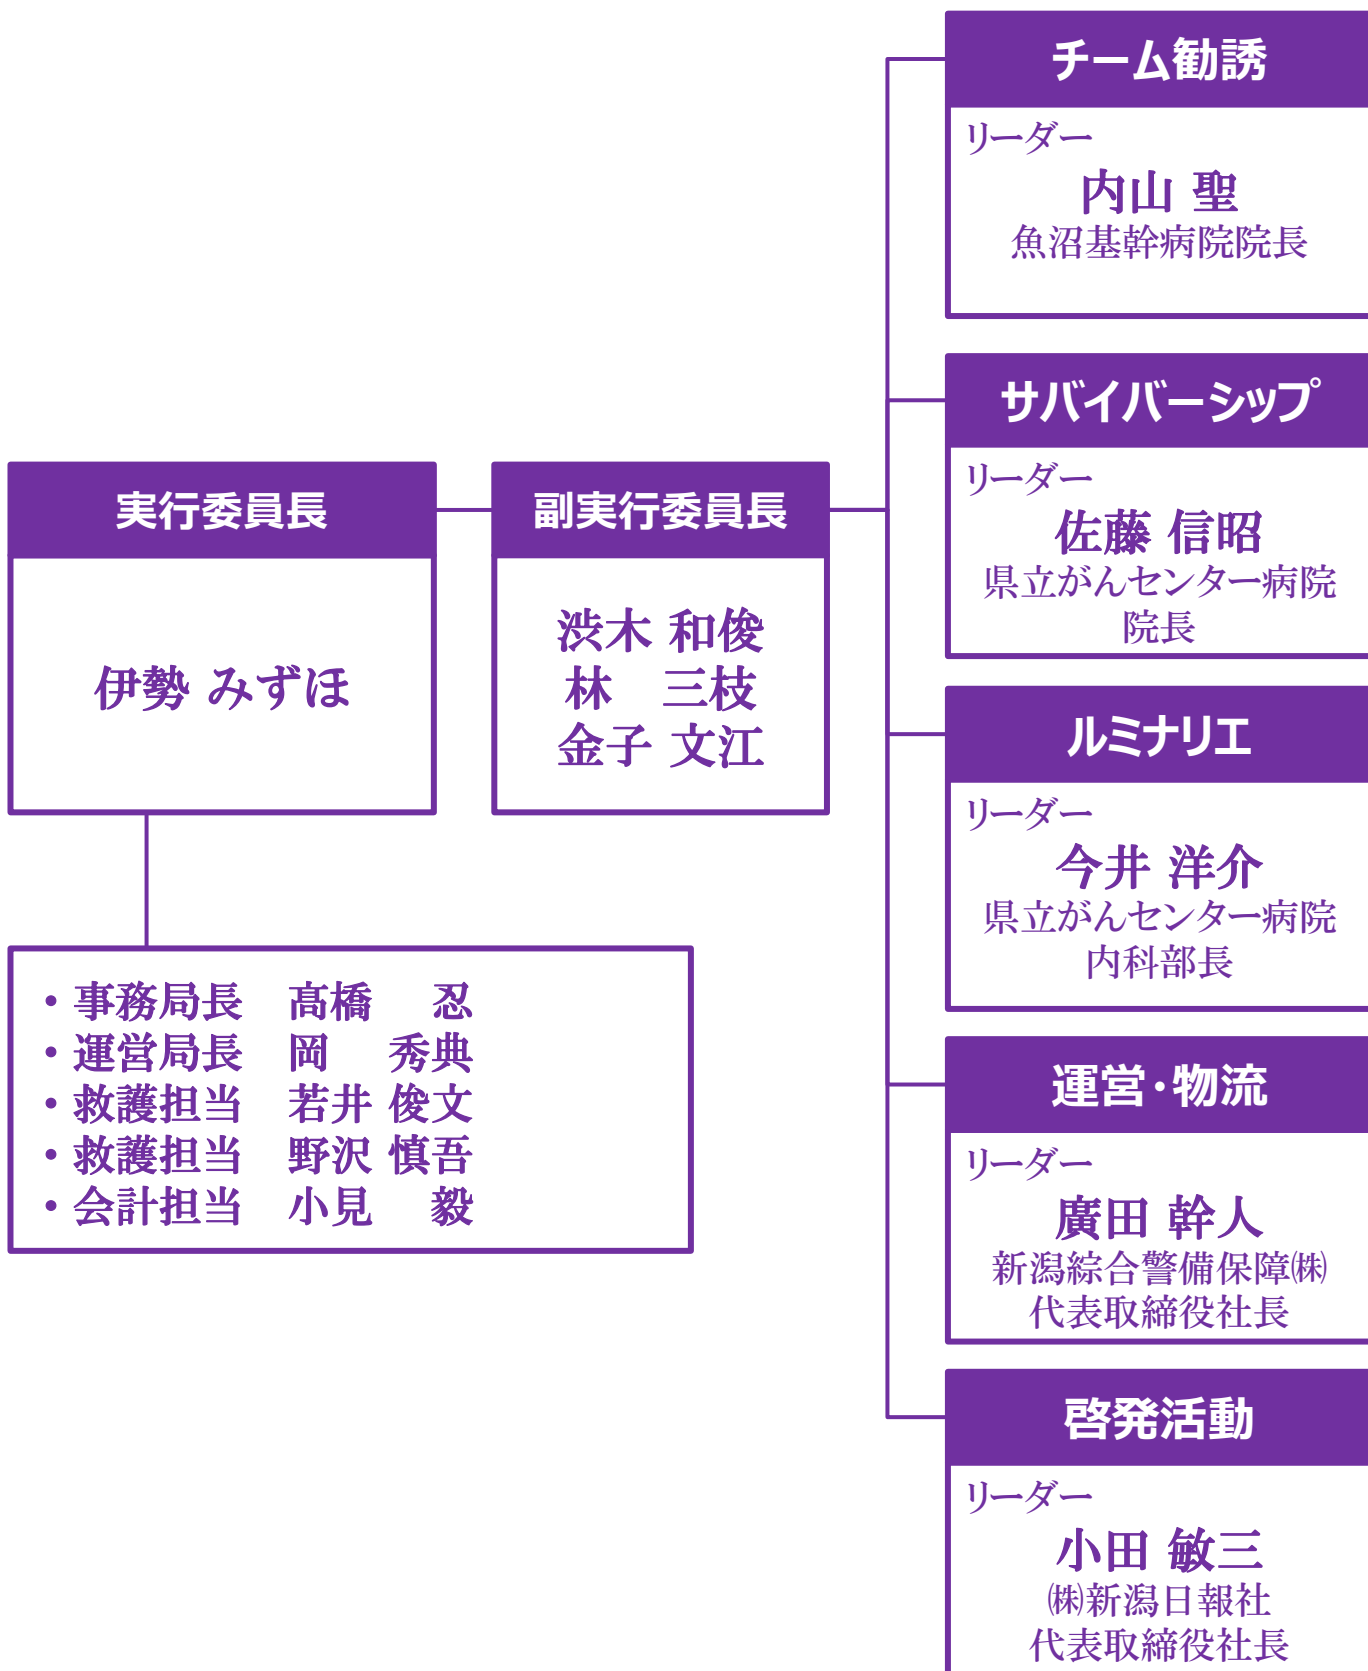 実行委員長
伊勢 みずほ
副実行委員長
渋木 和俊
林　三枝
金子 文江
・事務局長　髙橋　忍
・運営局長　岡　秀典
・救護担当　若井 俊文
・救護担当　野沢 慎吾
・会計担当　小見　毅
チーム勧誘
リーダー
内山 聖
魚沼基幹病院院長
サバイバーシップ
リーダー
佐藤 信昭
県立がんセンター病院
院長
ルミナリエ
リーダー
今井 洋介
県立がんセンター病院
内科部長
運営・物流
リーダー
廣田 幹人
新潟綜合警備保障㈱
代表取締役社長
啓発活動
リーダー
小田 敏三
㈱新潟日報社
代表取締役社長